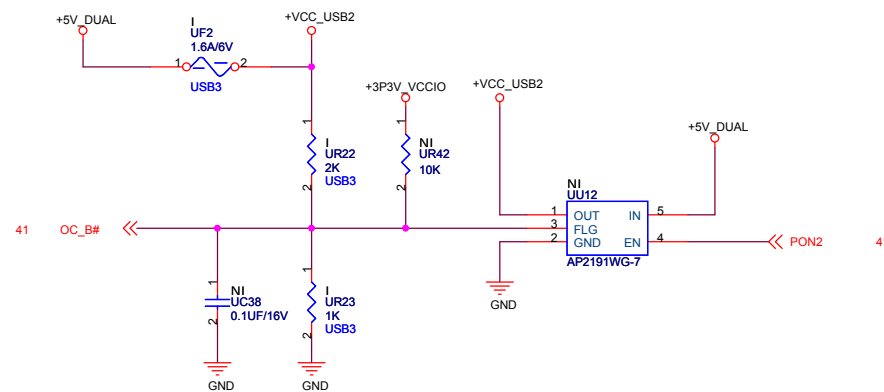 +5V_DUAL
I
UF2
1.6A/6V
1
2
USB3
+VCC_USB2
+3P3V_VCCIO
+VCC_USB2
+5V_DUAL
1
I
UR22
2K
USB3
2
1
NI
UR42
10K
2
NI
UU12
1
OUT
IN
5
3
FLG
2
GND
EN
4
AP2191WG-7
PON2
4
GND
41
OC_B#
1
NI
UC38
0.1UF/16V
2
GND
1
I
UR23
1K
USB3
2
GND